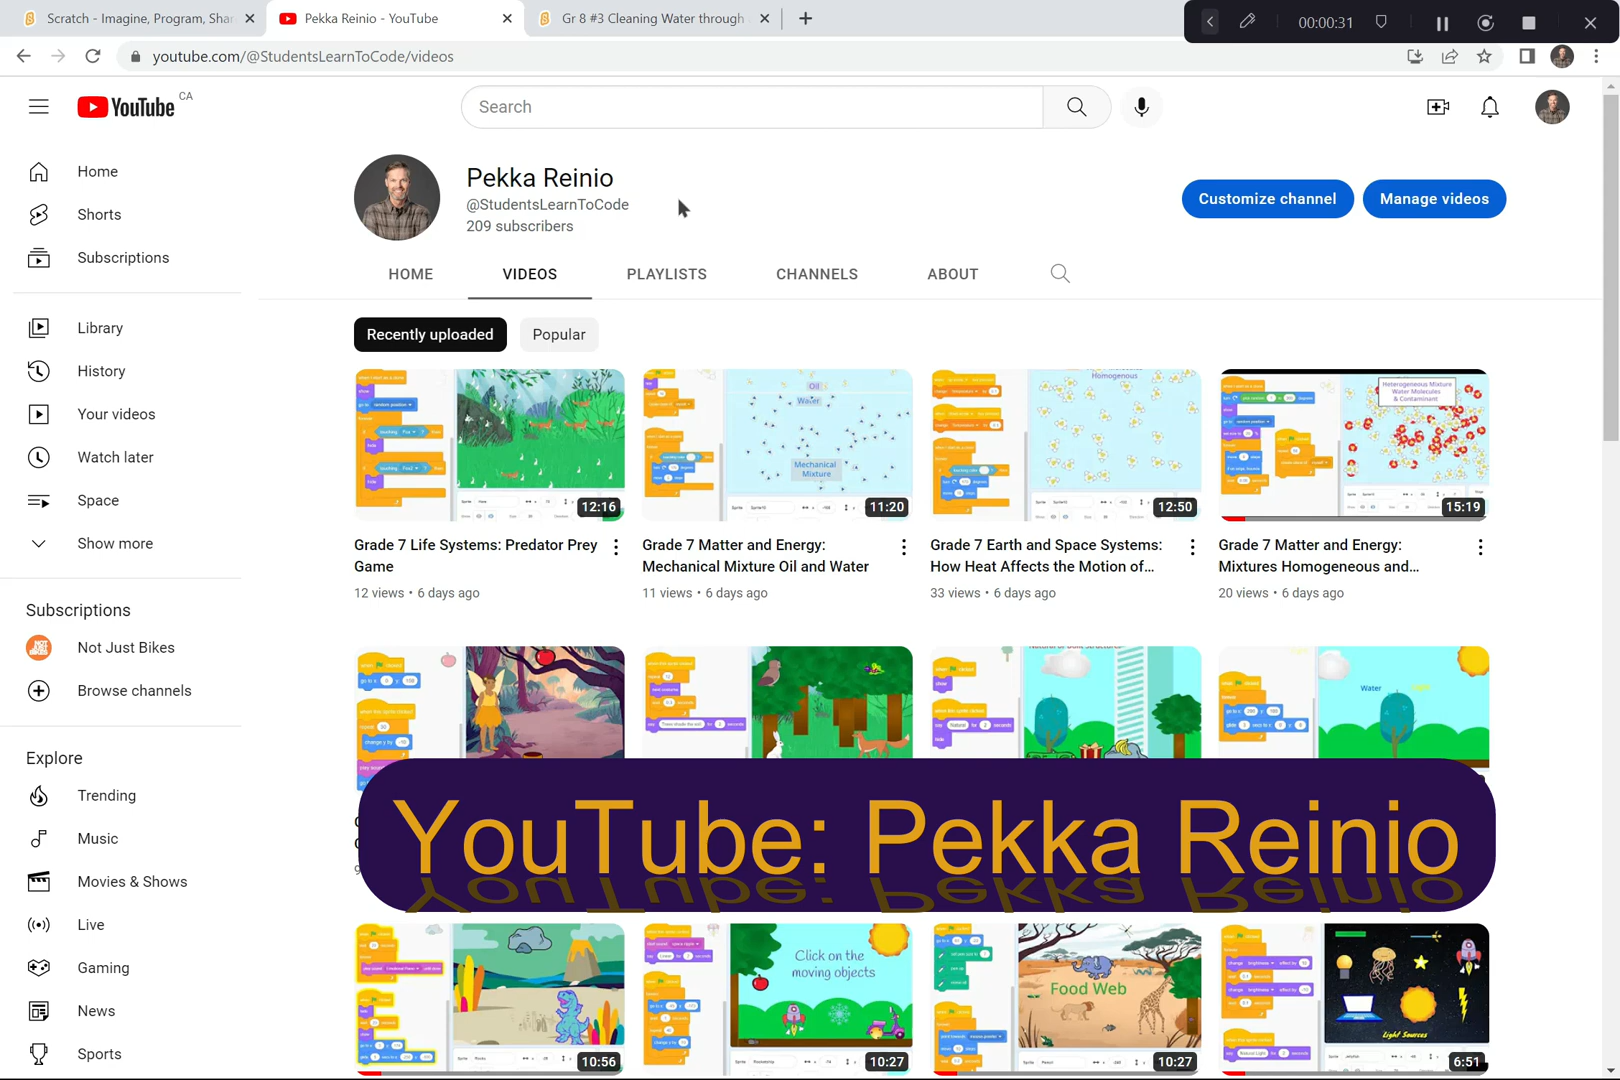 Scratch - Imagine, Program, Shar
Pekka Reinio - YouTube
Gr 8 #3 Cleaning Water through
00:00:31
youtube.com/@StudentsLearnToCode/videos
YouTube CA
Search
Home
Shorts
Subscriptions
Library
History
Your videos
Watch later
Space
Show more
Subscriptions
Not Just Bikes
Browse channels
Explore
Trending
Music
Movies & Shows
Live
Gaming
News
Sports
Pekka Reinio
@StudentsLearnToCode
209 subscribers
Customize channel
Manage videos
HOME
VIDEOS
PLAYLISTS
CHANNELS
ABOUT
Recently uploaded
Popular
12:16
Oil
Water
Mechanical
Mixture
11:20
Homogenous
12:50
Heterogeneous Mixture
Water Molecules
& Contaminant
15:19
Grade 7 Life Systems: Predator Prey
Game
12 views • 6 days ago
Grade 7 Matter and Energy:
Mechanical Mixture Oil and Water
11 views • 6 days ago
Grade 7 Earth and Space Systems:
How Heat Affects the Motion of...
33 views • 6 days ago
Grade 7 Matter and Energy:
Mixtures Homogeneous and...
20 views • 6 days ago
Water
YouTube: Pekka Reinio
10:56
Click on the
moving objects
10:27
Food Web
10:27
Light Sources
6:51